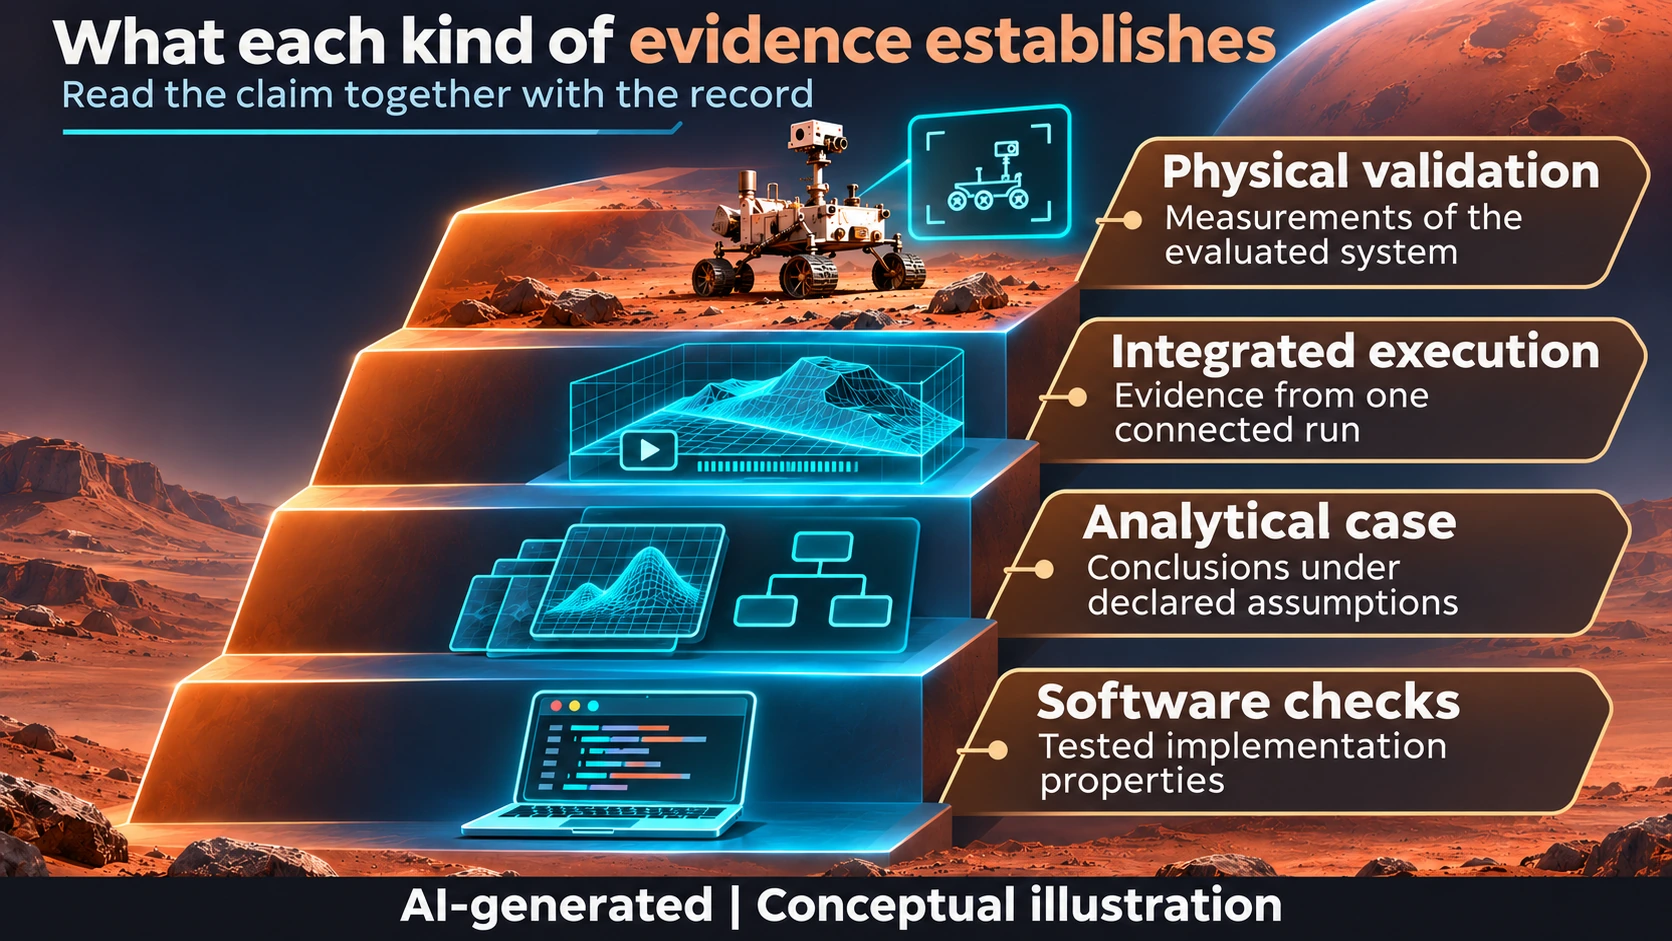 What each kind of evidence establishes
Read the claim together with the record
Physical validation
Measurements of the
evaluated system
Integrated execution
Evidence from one
connected run
Analytical case
Conclusions under
declared assumptions
Software checks
Tested implementation
properties
AI-generated | Conceptual illustration